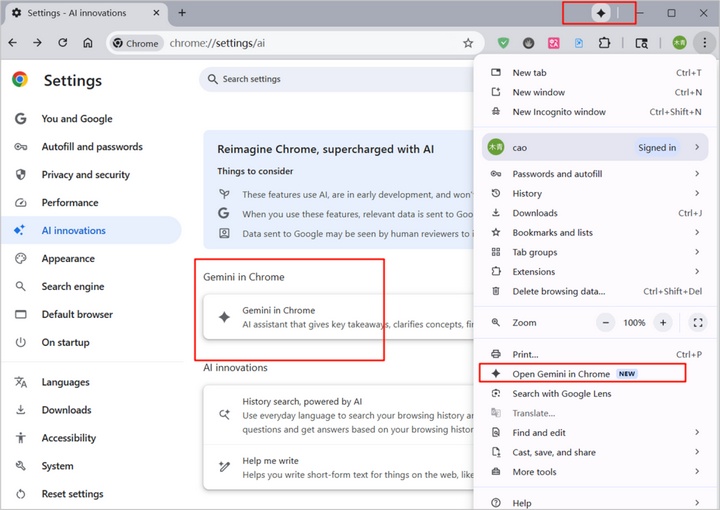 Settings - AI innovations
Chrome
chrome://settings/ai
木青
Settings
Search settings
You and Google
Autofill and passwords
Privacy and security
Performance
AI innovations
Appearance
Search engine
Default browser
On startup
Languages
Downloads
Accessibility
System
Reset settings
Reimagine Chrome, supercharged with AI
Things to consider
These features use AI, are in early development, and won'
When you use these features, relevant data is sent to Goo
Data sent to Google may be seen by human reviewers to i
Gemini in Chrome
Gemini in Chrome
AI assistant that gives key takeaways, clarifies concepts, fin
AI innovations
History search, powered by AI
Use everyday language to search your browsing history a
questions and get answers based on your browsing histor
Help me write
Helps you write short-form text for things on the web, like
New tab Ctrl+T
New window Ctrl+N
New Incognito window Ctrl+Shift+N
木青 cao Signed in
Passwords and autofill
History
Downloads Ctrl+J
Bookmarks and lists
Tab groups
Extensions
Delete browsing data... Ctrl+Shift+Del
Zoom − 100% +
Print... Ctrl+P
Open Gemini in Chrome NEW
Search with Google Lens
Translate...
Find and edit
Cast, save, and share
More tools
Help